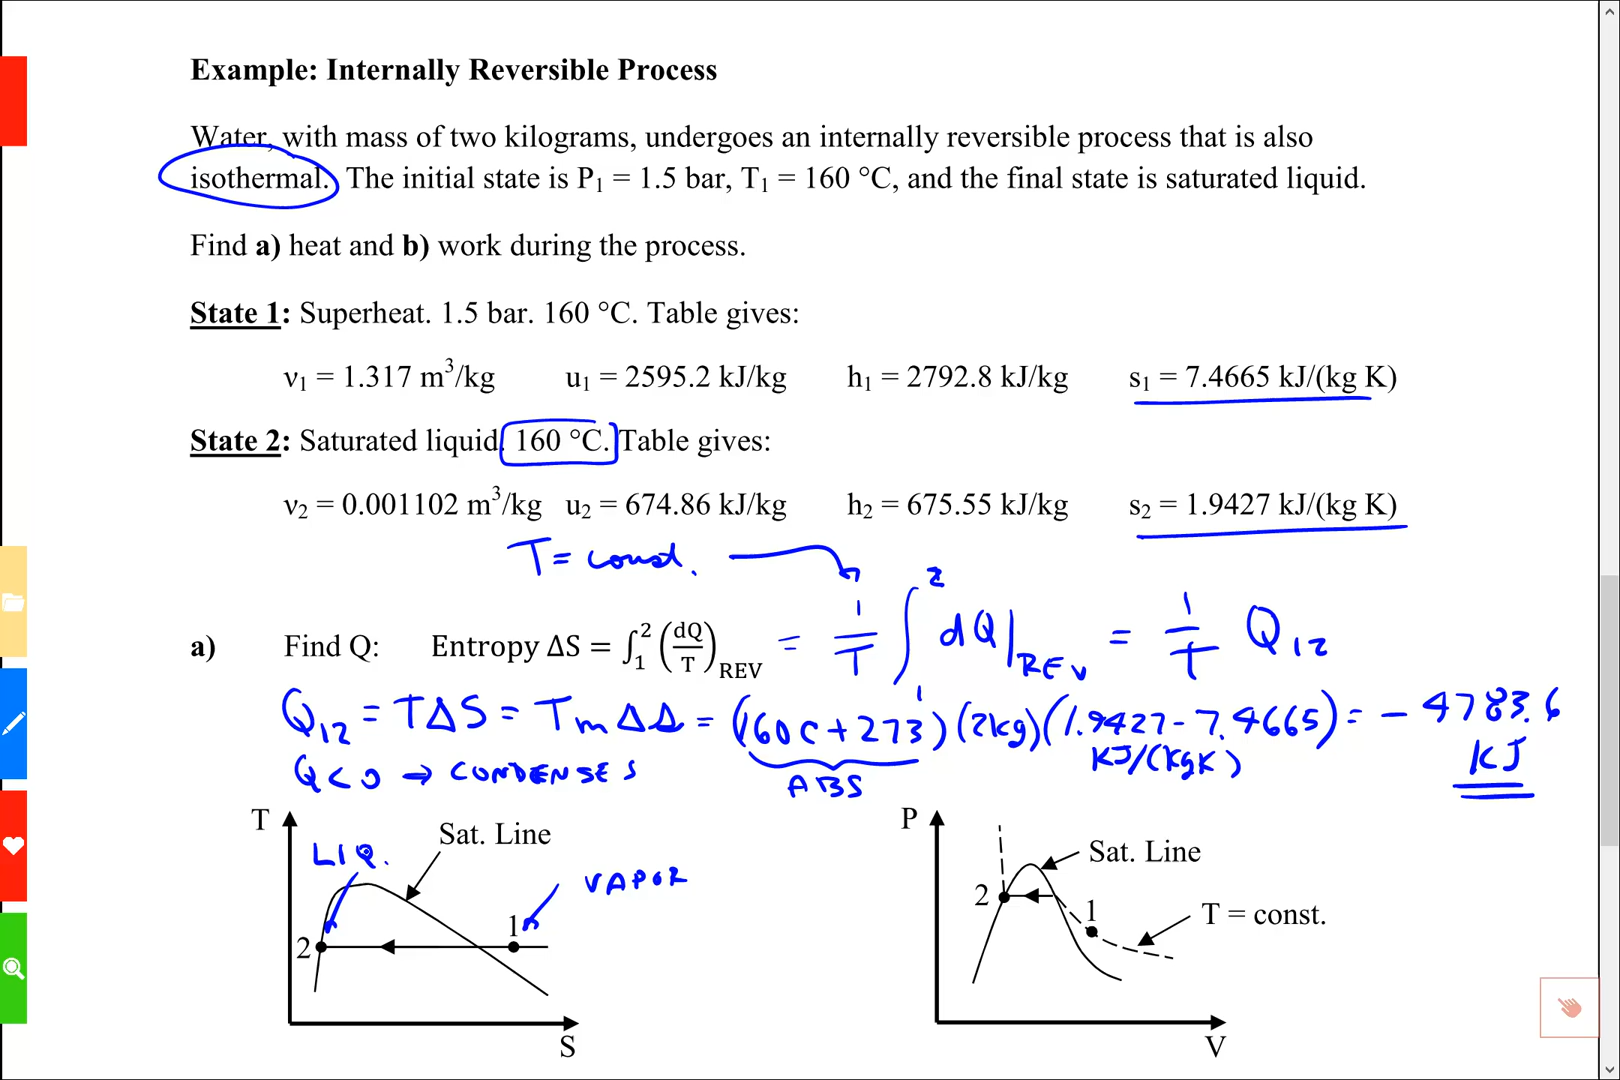 Example: Internally Reversible Process
Water, with mass of two kilograms, undergoes an internally reversible process that is also
isothermal. The initial state is P₁ = 1.5 bar, T₁ = 160 °C, and the final state is saturated liquid.
Find a) heat and b) work during the process.
State 1: Superheat. 1.5 bar. 160 °C. Table gives:
v₁ = 1.317 m³/kg u₁ = 2595.2 kJ/kg h₁ = 2792.8 kJ/kg s₁ = 7.4665 kJ/(kg K)
State 2: Saturated liquid. 160 °C. Table gives:
v₂ = 0.001102 m³/kg u₂ = 674.86 kJ/kg h₂ = 675.55 kJ/kg s₂ = 1.9427 kJ/(kg K)
T = const.
a) Find Q: Entropy ΔS = ∫₁² (dQ/T)REV = 1/T ∫₁² dQ|REV = 1/T Q₁₂
Q₁₂ = TΔS = TmΔs = (160C + 273)(2kg)(1.9427 - 7.4665) = - 4783.6
ABS KJ/(KgK) KJ
Q<0 → CONDENSES
T
LIQ.
Sat. Line
VAPOR
1
2
S
P
Sat. Line
2
1
T = const.
V